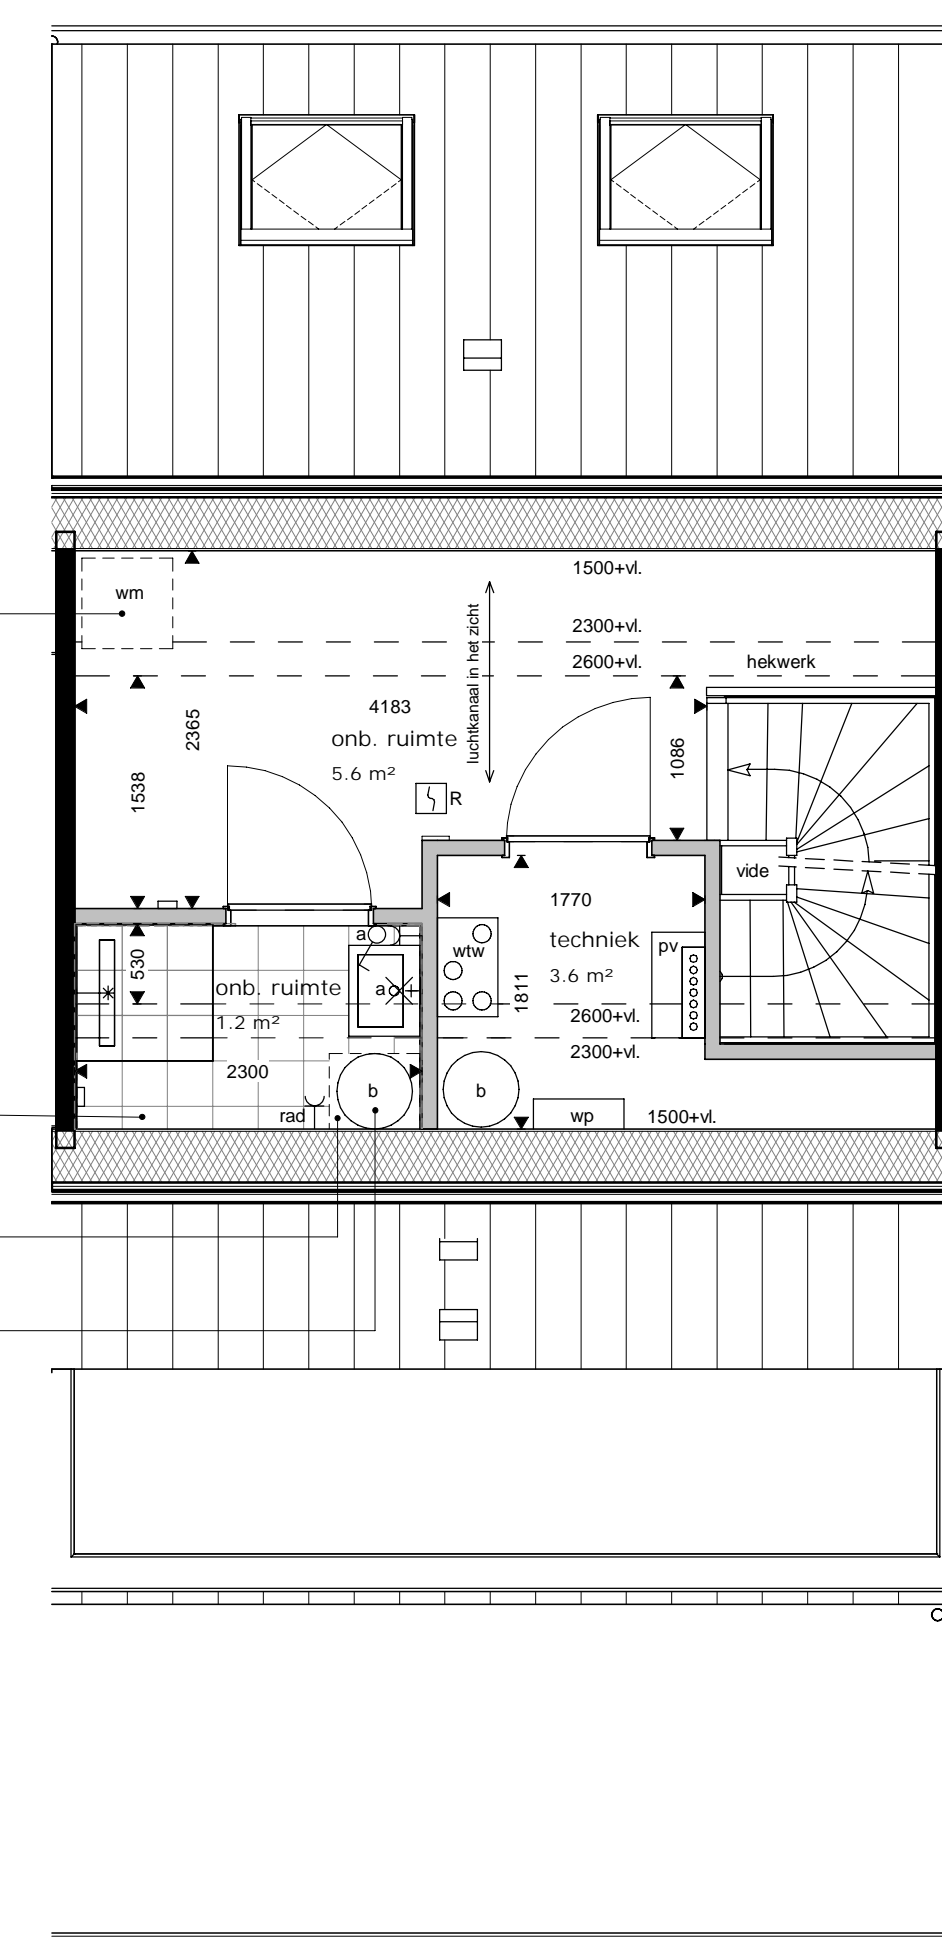 1500+vl.
wm
2300+vl.
2600+vl.
hekwerk
luchtkanaal in het zicht
4183
2365
onb. ruimte
5.6 m²
1086
1538
R
vide
1770
a
techniek
wtw
pv
530
3.6 m²
onb. ruimte
a
1811
1.2 m²
2600+vl.
2300+vl.
2300
b
b
rad
wp
1500+vl.